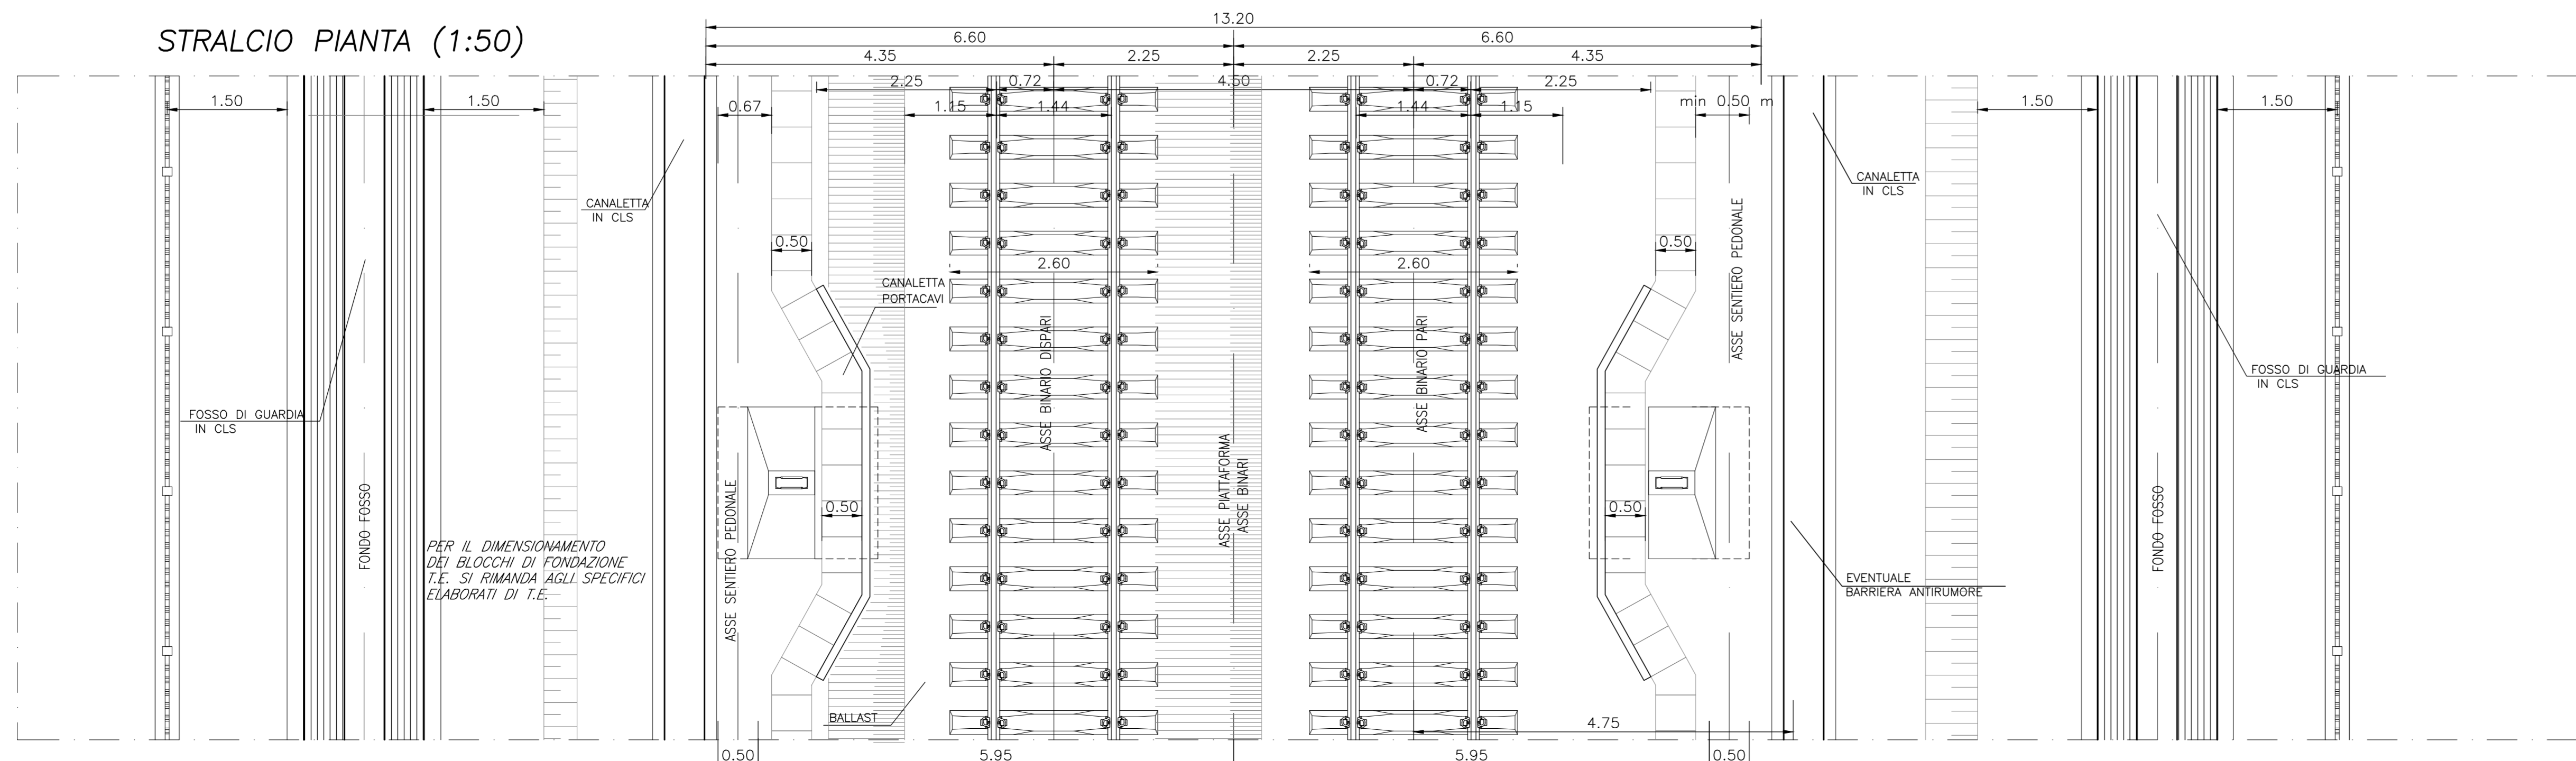 STRALCIO PIANTA (1:50)
13.20
6.60
6.60
4.35
2.25
2.25
4.35
2.25
0.72
4.50
0.72
2.25
1.50
1.50
0.67
1.15
1.44
1.44
1.15
min 0.50 m
1.50
1.50
CANALETTA
IN CLS
CANALETTA
IN CLS
ASSE SENTIERO PEDONALE
0.50
0.50
2.60
2.60
CANALETTA
PORTACAVI
ASSE BINARIO DISPARI
ASSE BINARIO PARI
FOSSO DI GUARDIA
IN CLS
FOSSO DI GUARDIA
IN CLS
ASSE PIATTAFORMA
ASSE BINARI
FONDO FOSSO
ASSE SENTIERO PEDONALE
0.50
0.50
FONDO FOSSO
PER IL DIMENSIONAMENTO
DEI BLOCCHI DI FONDAZIONE
T.E. SI RIMANDA AGLI SPECIFICI
ELABORATI DI T.E.
EVENTUALE
BARRIERA ANTIRUMORE
BALLAST
4.75
0.50
5.95
5.95
0.50